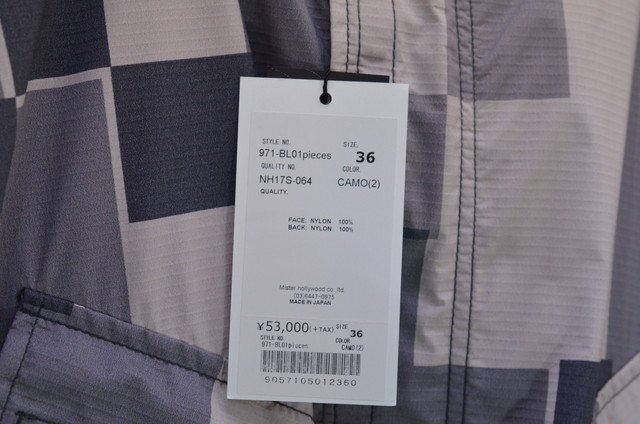 STYLE NO. SIZE.
971-BL01pieces 36
QUALITY NO. COLOR.
NH17S-064 CAMO(2)
QUALITY.
FACE: NYLON 100%
BACK: NYLON 100%
Mister hollywood co. ltd.
(03)6447-0975
MADE IN JAPAN
¥53,000(+TAX) SIZE 36
STYLE NO COLOR
971-BL01pieces CAMO(2)
9057105012360